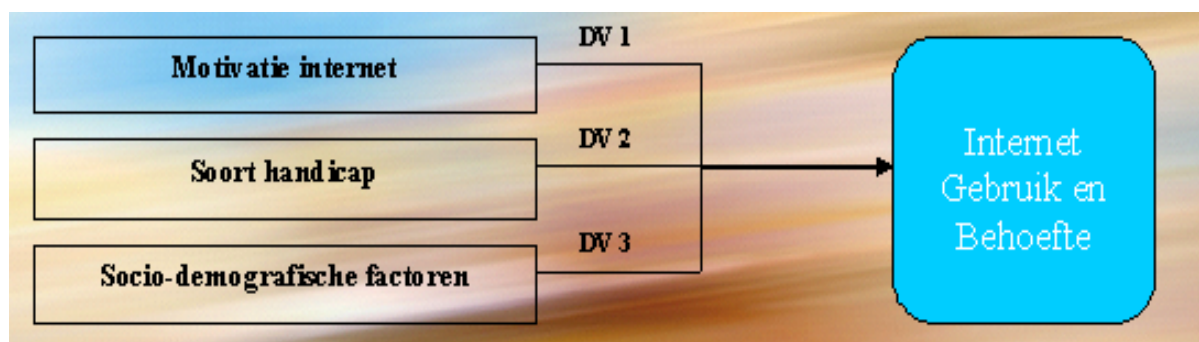 DV 1
Motivatie internet
DV 2
Soort handicap
DV 3
Socio-demografische factoren
Internet
Gebruik en
Behoefte